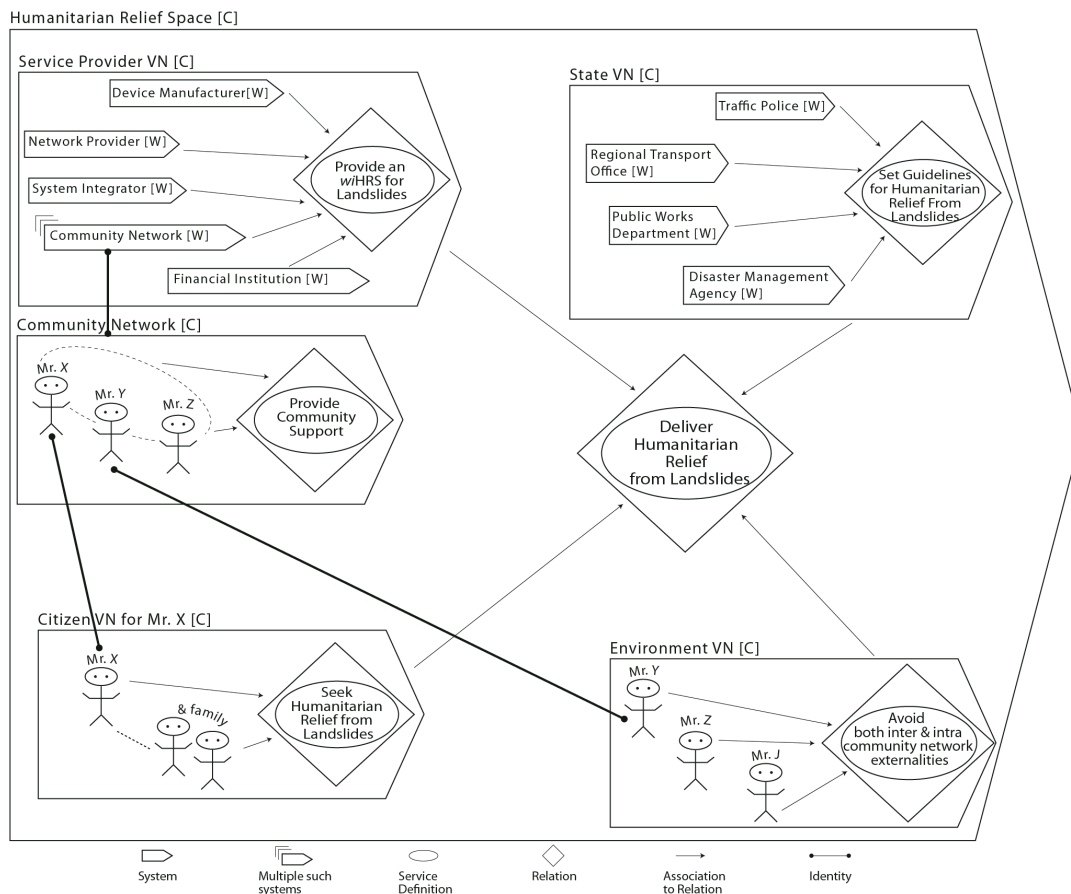 Humanitarian Relief Space [C]
Service Provider VN [C]
Device Manufacturer[W]
Network Provider [W]
System Integrator [W]
Community Network [W]
Financial Institution [W]
Provide an
wiHRS for
Landslides
State VN [C]
Traffic Police [W]
Regional Transport
Office [W]
Public Works
Department [W]
Disaster Management
Agency [W]
Set Guidelines
for Humanitarian
Relief From
Landslides
Community Network [C]
Mr. X
Mr. Y
Mr. Z
Provide
Community
Support
Deliver
Humanitarian
Relief
from Landslides
Citizen VN for Mr. X [C]
Mr. X
& family
Seek
Humanitarian
Relief from
Landslides
Environment VN [C]
Mr. Y
Mr. Z
Mr. J
Avoid
both inter & intra
community network
externalities
System
Multiple such
systems
Service
Definition
Relation
Association
to Relation
Identity